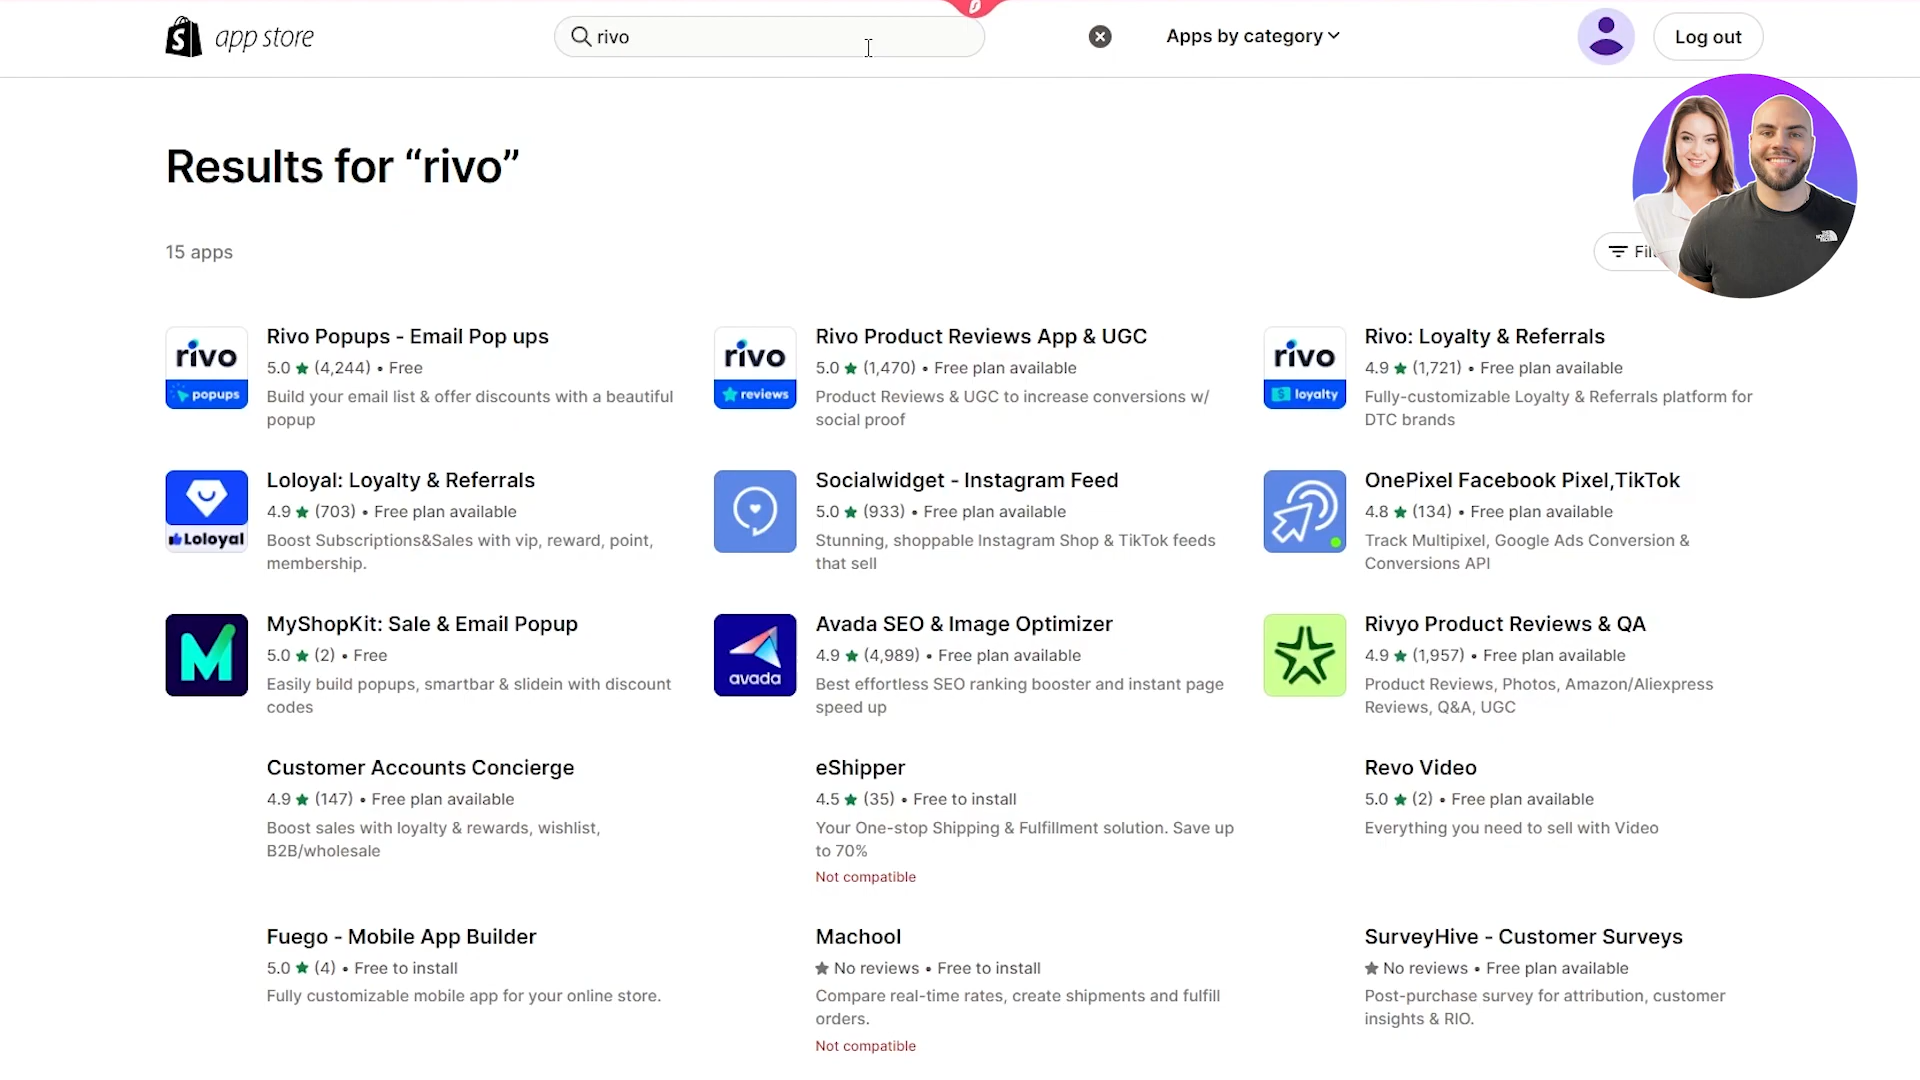 app store
rivo
Apps by category
Log out
Results for “rivo”
15 apps
rivo
popups
Rivo Popups - Email Pop ups
5.0 ★ (4,244) • Free
Build your email list & offer discounts with a beautiful
popup
rivo
reviews
Rivo Product Reviews App & UGC
5.0 ★ (1,470) • Free plan available
Product Reviews & UGC to increase conversions w/
social proof
rivo
loyalty
Rivo: Loyalty & Referrals
4.9 ★ (1,721) • Free plan available
Fully-customizable Loyalty & Referrals platform for
DTC brands
Loloyal
Loloyal: Loyalty & Referrals
4.9 ★ (703) • Free plan available
Boost Subscriptions&Sales with vip, reward, point,
membership.
Socialwidget - Instagram Feed
5.0 ★ (933) • Free plan available
Stunning, shoppable Instagram Shop & TikTok feeds
that sell
OnePixel Facebook Pixel,TikTok
4.8 ★ (134) • Free plan available
Track Multipixel, Google Ads Conversion &
Conversions API
MyShopKit: Sale & Email Popup
5.0 ★ (2) • Free
Easily build popups, smartbar & slidein with discount
codes
avada
Avada SEO & Image Optimizer
4.9 ★ (4,989) • Free plan available
Best effortless SEO ranking booster and instant page
speed up
Rivyo Product Reviews & QA
4.9 ★ (1,957) • Free plan available
Product Reviews, Photos, Amazon/Aliexpress
Reviews, Q&A, UGC
Customer Accounts Concierge
4.9 ★ (147) • Free plan available
Boost sales with loyalty & rewards, wishlist,
B2B/wholesale
eShipper
4.5 ★ (35) • Free to install
Your One-stop Shipping & Fulfillment solution. Save up
to 70%
Not compatible
Revo Video
5.0 ★ (2) • Free plan available
Everything you need to sell with Video
Fuego - Mobile App Builder
5.0 ★ (4) • Free to install
Fully customizable mobile app for your online store.
Machool
★ No reviews • Free to install
Compare real-time rates, create shipments and fulfill
orders.
Not compatible
SurveyHive - Customer Surveys
★ No reviews • Free plan available
Post-purchase survey for attribution, customer
insights & RIO.